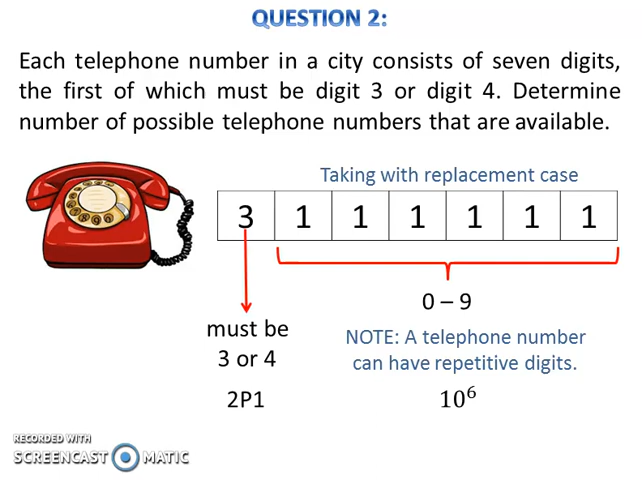 QUESTION 2:
Each telephone number in a city consists of seven digits,
the first of which must be digit 3 or digit 4. Determine
number of possible telephone numbers that are available.
Taking with replacement case
3 1 1 1 1 1 1
0 – 9
must be
3 or 4
NOTE: A telephone number
can have repetitive digits.
2P1
10⁶
RECORDED WITH
SCREENCAST MATIC